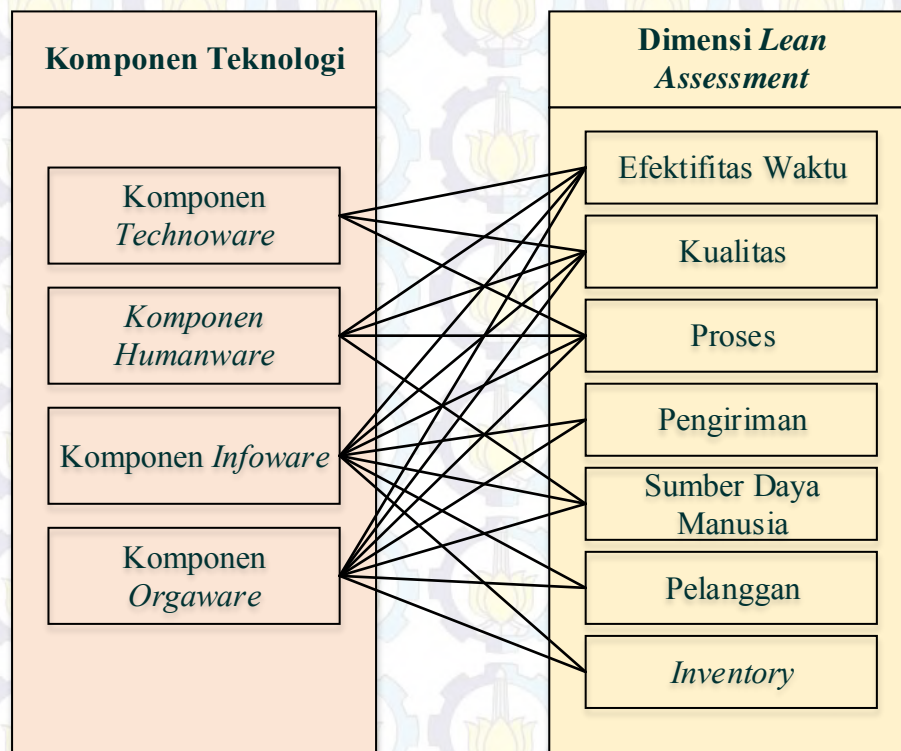 Komponen Teknologi
Komponen
Technoware
Komponen
Humanware
Komponen Infoware
Komponen
Orgaware
Dimensi Lean
Assessment
Efektifitas Waktu
Kualitas
Proses
Pengiriman
Sumber Daya
Manusia
Pelanggan
Inventory